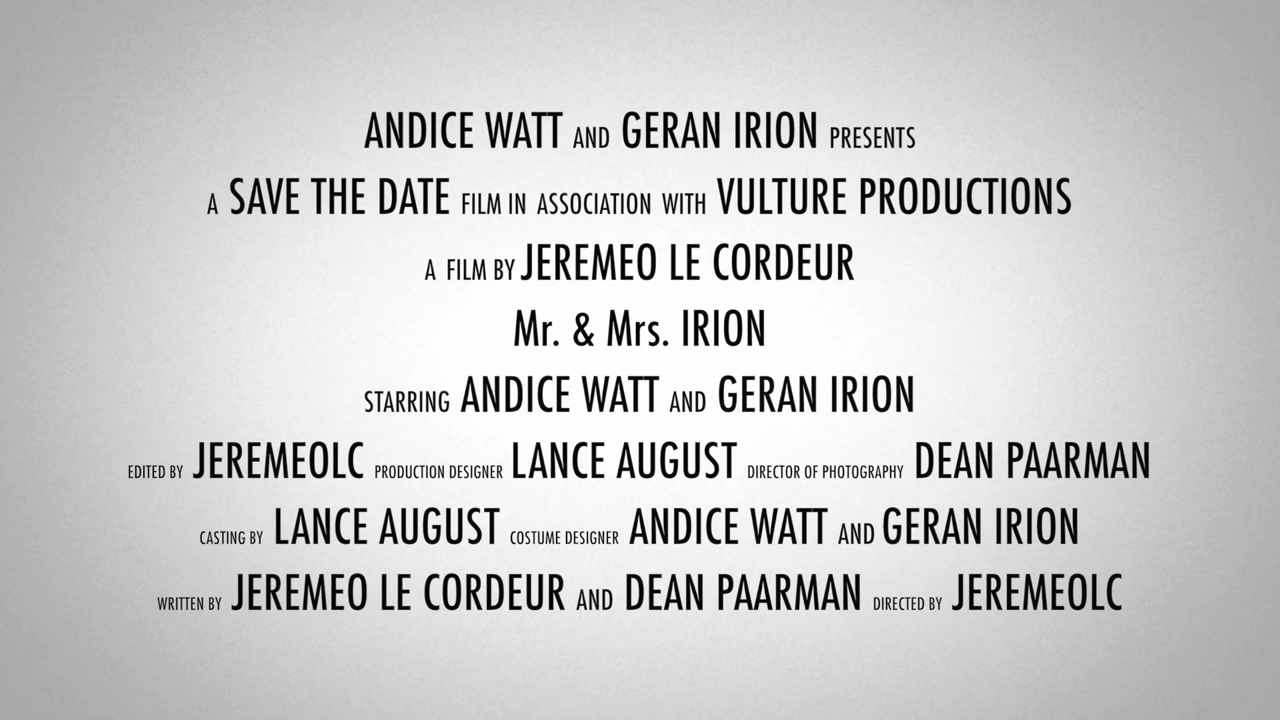 ANDICE WATT AND GERAN IRION PRESENTS
A SAVE THE DATE FILM IN ASSOCIATION WITH VULTURE PRODUCTIONS
A FILM BY JEREMEO LE CORDEUR
Mr. & Mrs. IRION
STARRING ANDICE WATT AND GERAN IRION
EDITED BY JEREMEOLC PRODUCTION DESIGNER LANCE AUGUST DIRECTOR OF PHOTOGRAPHY DEAN PAARMAN
CASTING BY LANCE AUGUST COSTUME DESIGNER ANDICE WATT AND GERAN IRION
WRITTEN BY JEREMEO LE CORDEUR AND DEAN PAARMAN DIRECTED BY JEREMEOLC